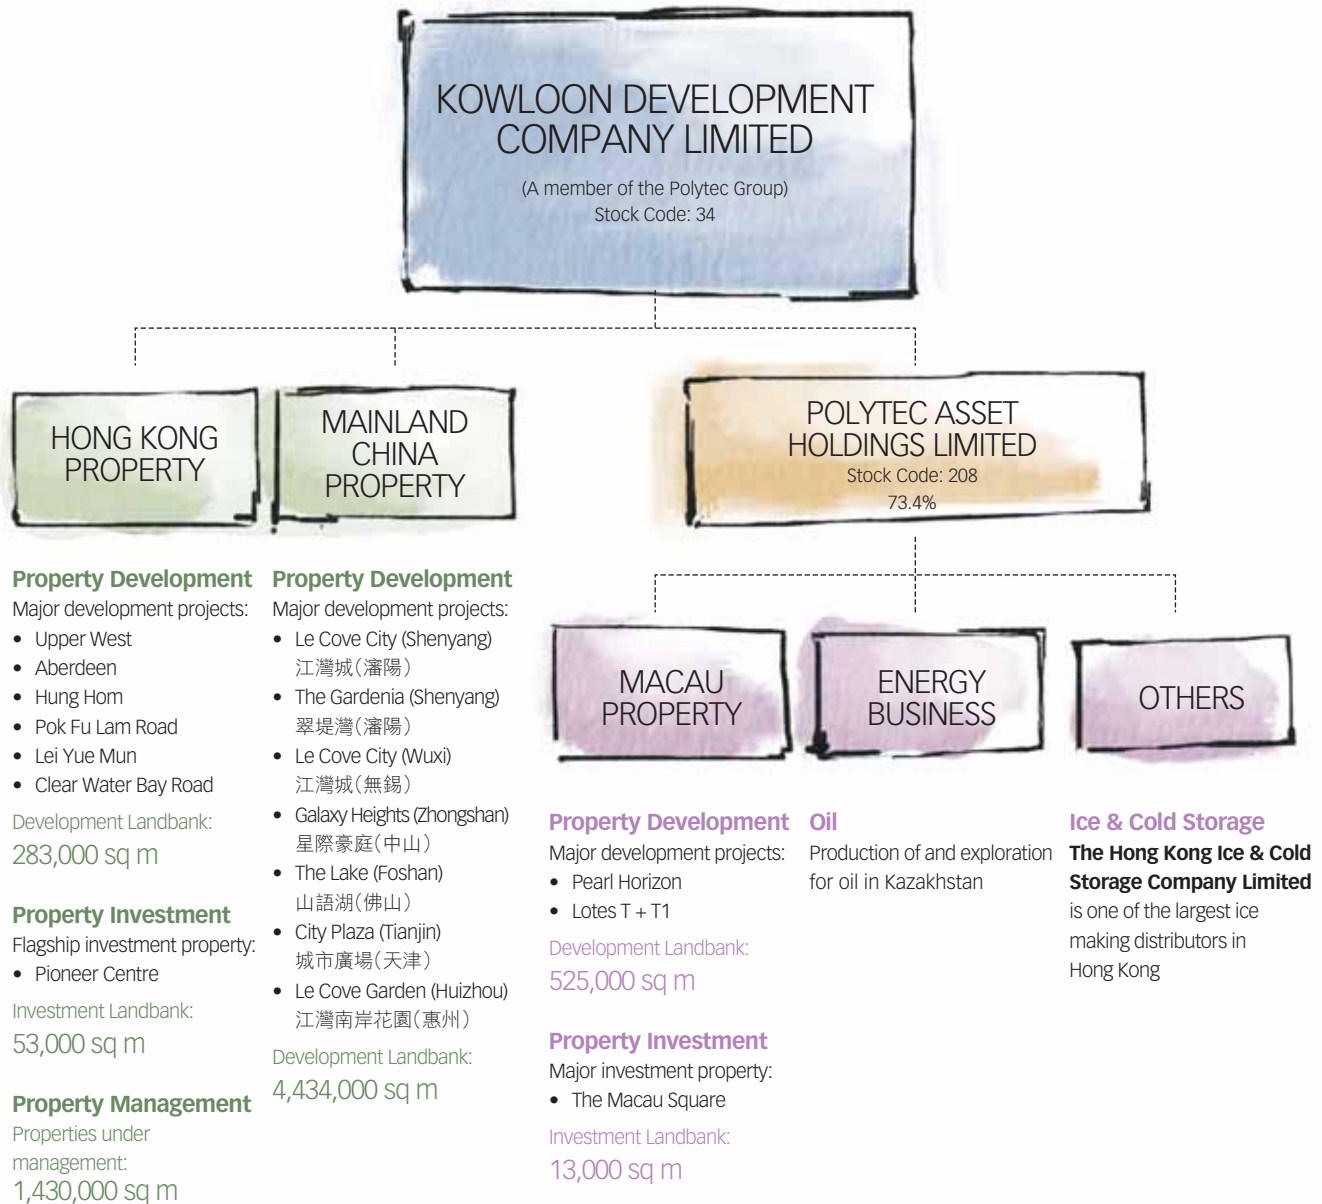 KOWLOON DEVELOPMENT
COMPANY LIMITED
(A member of the Polytec Group)
Stock Code: 34
HONG KONG
PROPERTY
MAINLAND
CHINA
PROPERTY
POLYTEC ASSET
HOLDINGS LIMITED
Stock Code: 208
73.4%
Property Development
Major development projects:
• Upper West
• Aberdeen
• Hung Hom
• Pok Fu Lam Road
• Lei Yue Mun
• Clear Water Bay Road
Development Landbank:
283,000 sq m
Property Investment
Flagship investment property:
• Pioneer Centre
Investment Landbank:
53,000 sq m
Property Management
Properties under
management:
1,430,000 sq m
Property Development
Major development projects:
• Le Cove City (Shenyang)
江灣城（瀋陽）
• The Gardenia (Shenyang)
翠堤灣（瀋陽）
• Le Cove City (Wuxi)
江灣城（無錫）
• Galaxy Heights (Zhongshan)
星際豪庭（中山）
• The Lake (Foshan)
山語湖（佛山）
• City Plaza (Tianjin)
城市廣場（天津）
• Le Cove Garden (Huizhou)
江灣南岸花園（惠州）
Development Landbank:
4,434,000 sq m
MACAU
PROPERTY
ENERGY
BUSINESS
OTHERS
Property Development
Major development projects:
• Pearl Horizon
• Lotes T + T1
Development Landbank:
525,000 sq m
Property Investment
Major investment property:
• The Macau Square
Investment Landbank:
13,000 sq m
Oil
Production of and exploration
for oil in Kazakhstan
Ice & Cold Storage
The Hong Kong Ice & Cold
Storage Company Limited
is one of the largest ice
making distributors in
Hong Kong